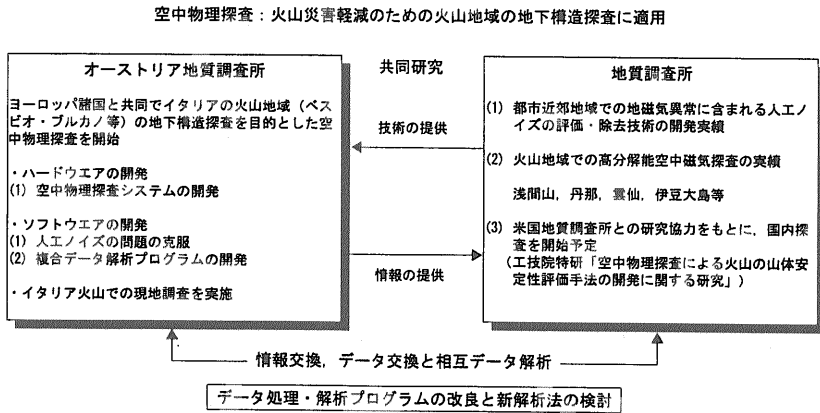 空中物理探査：火山災害軽減のための火山地域の地下構造探査に適用
オーストリア地質調査所
ヨーロッパ諸国と共同でイタリアの火山地域（ベス
ビオ・ブルカノ等）の地下構造探査を目的とした空
中物理探査を開始
・ハードウエアの開発
(1) 空中物理探査システムの開発
・ソフトウエアの開発
(1) 人工ノイズの問題の克服
(2) 複合データ解析プログラムの開発
・イタリア火山での現地調査を実施
共同研究
技術の提供
情報の提供
地質調査所
(1) 都市近郊地域での地磁気異常に含まれる人工ノ
イズの評価・除去技術の開発実績
(2) 火山地域での高分解能空中磁気探査の実績
浅間山，丹那，雲仙，伊豆大島等
(3) 米国地質調査所との研究協力をもとに，国内探
査を開始予定
（工技院特研「空中物理探査による火山の山体安
定性評価手法の開発に関する研究」）
情報交換，データ交換と相互データ解析
データ処理・解析プログラムの改良と新解析法の検討